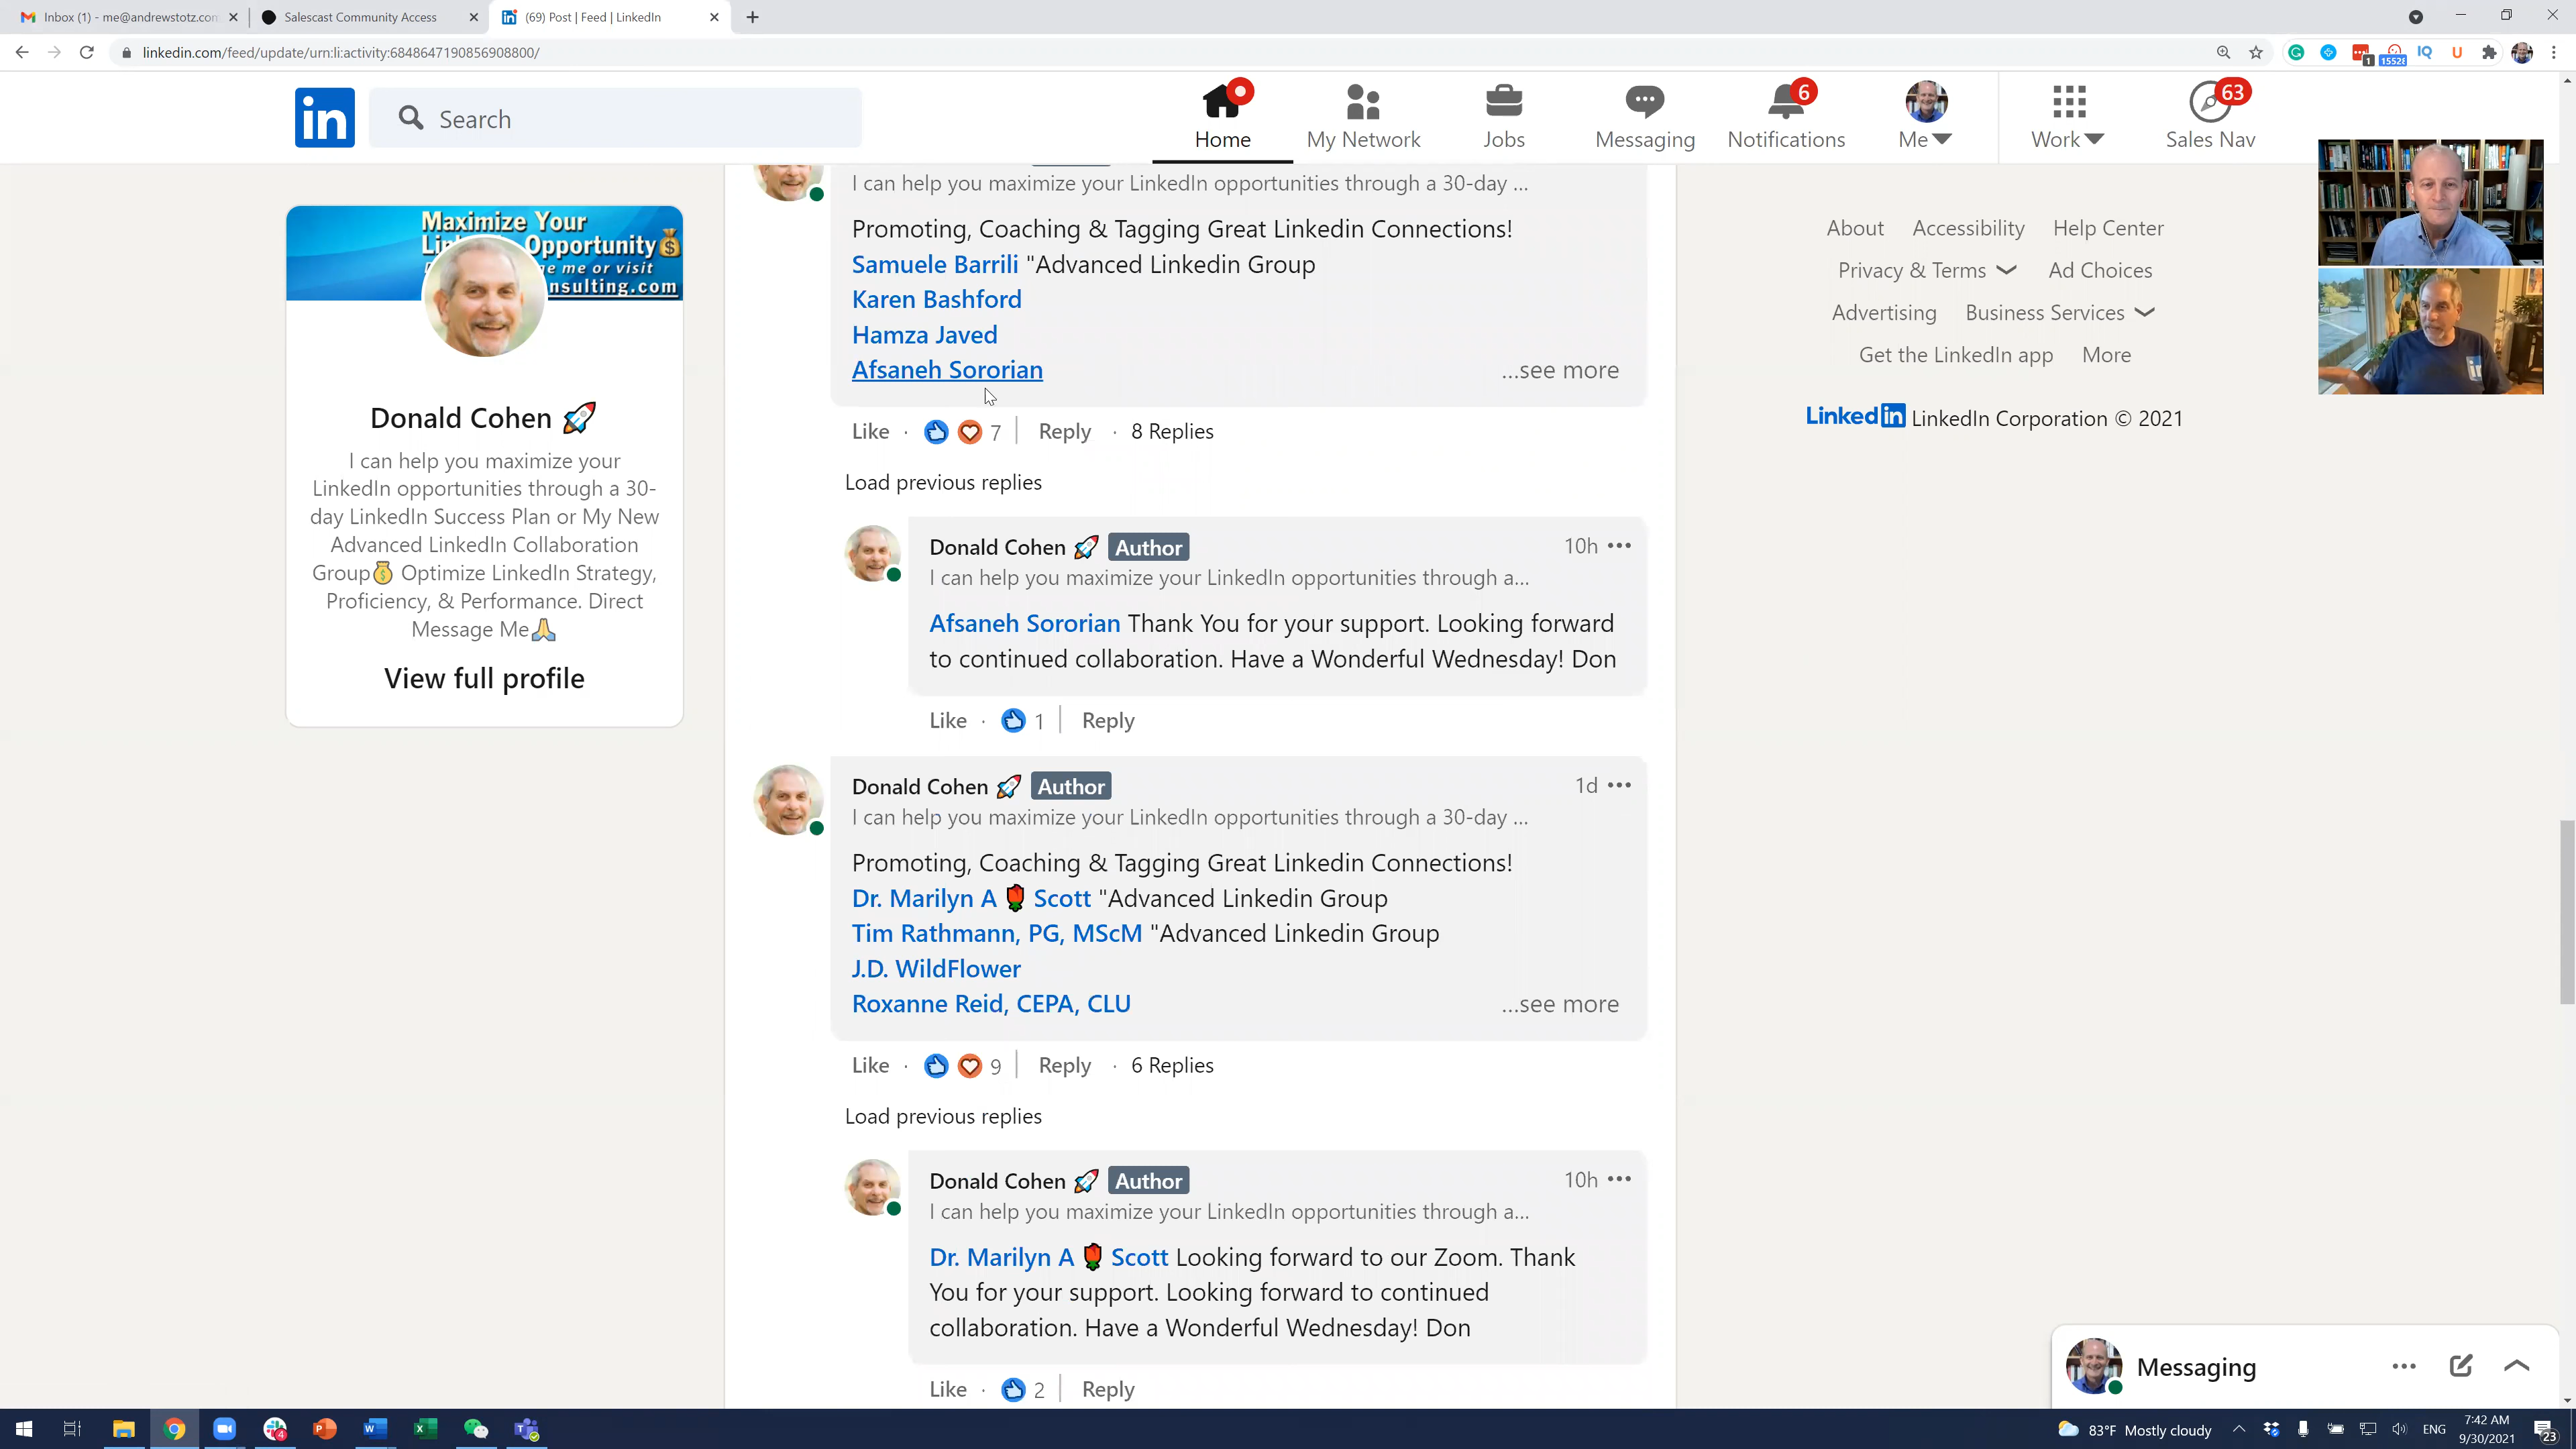 Inbox (1) - me@andrewstotz.con
Salescast Community Access
(69) Post | Feed | LinkedIn
linkedin.com/feed/update/urn:li:activity:6848647190856908800/
1
15528
IQ
U
in
Search
Home
My Network
Jobs
Messaging
6
Notifications
Me
Work
63
Sales Nav
Maximize Your
Opportunity
e me or visit
nsulting.com
Donald Cohen 🚀
I can help you maximize your
LinkedIn opportunities through a 30-
day LinkedIn Success Plan or My New
Advanced LinkedIn Collaboration
Group💰 Optimize LinkedIn Strategy,
Proficiency, & Performance. Direct
Message Me🙏
View full profile
I can help you maximize your LinkedIn opportunities through a 30-day ...
Promoting, Coaching & Tagging Great Linkedin Connections!
Samuele Barrili "Advanced Linkedin Group
Karen Bashford
Hamza Javed
Afsaneh Sororian
...see more
Like · 7 | Reply · 8 Replies
Load previous replies
Donald Cohen 🚀 Author
10h
I can help you maximize your LinkedIn opportunities through a...
Afsaneh Sororian Thank You for your support. Looking forward
to continued collaboration. Have a Wonderful Wednesday! Don
Like · 1 | Reply
Donald Cohen 🚀 Author
1d
I can help you maximize your LinkedIn opportunities through a 30-day ...
Promoting, Coaching & Tagging Great Linkedin Connections!
Dr. Marilyn A 🌹 Scott "Advanced Linkedin Group
Tim Rathmann, PG, MScM "Advanced Linkedin Group
J.D. WildFlower
Roxanne Reid, CEPA, CLU
...see more
Like · 9 | Reply · 6 Replies
Load previous replies
Donald Cohen 🚀 Author
10h
I can help you maximize your LinkedIn opportunities through a...
Dr. Marilyn A 🌹 Scott Looking forward to our Zoom. Thank
You for your support. Looking forward to continued
collaboration. Have a Wonderful Wednesday! Don
Like · 2 | Reply
About Accessibility Help Center
Privacy & Terms Ad Choices
Advertising Business Services
Get the LinkedIn app More
Linkedin LinkedIn Corporation © 2021
Messaging
4
83°F Mostly cloudy
ENG
7:42 AM
9/30/2021
23